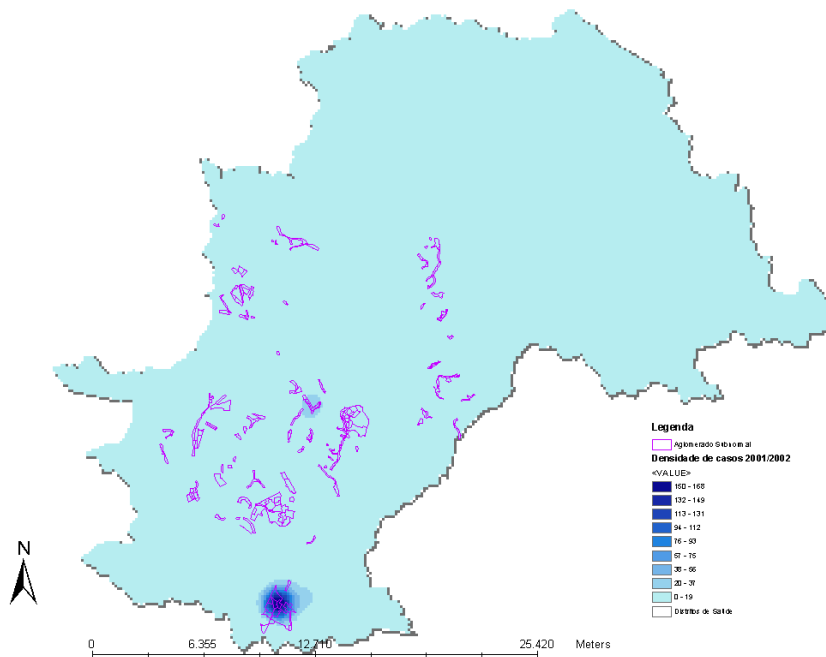 Legenda
Aglomerado Subnormal
Densidade de casos 2001/2002
<VALUE>
150 - 168
132 - 149
113 - 131
94 - 112
76 - 93
57 - 75
38 - 56
20 - 37
0 - 19
Distritos de Saúde
N
0 6.355 12.710 25.420 Meters